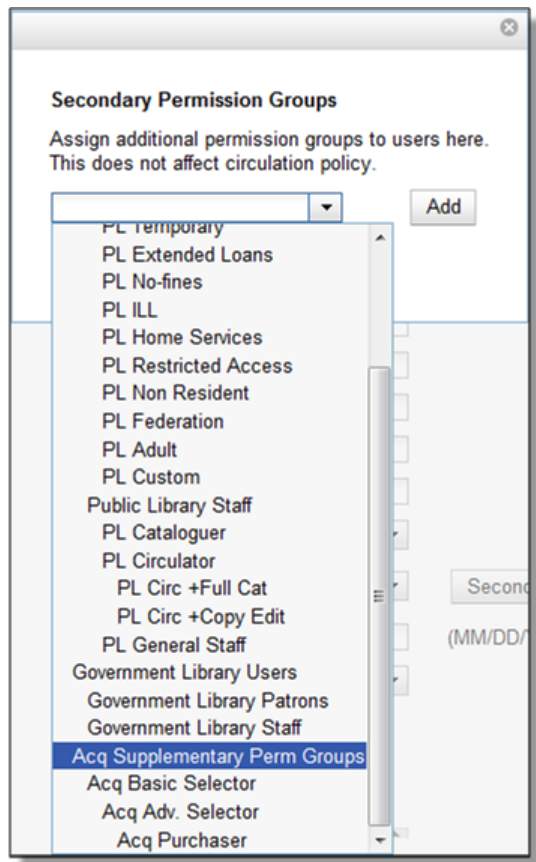 Secondary Permission Groups
Assign additional permission groups to users here.
This does not affect circulation policy.
Add
PL Temporary
PL Extended Loans
PL No-fines
PL ILL
PL Home Services
PL Restricted Access
PL Non Resident
PL Federation
PL Adult
PL Custom
Public Library Staff
PL Cataloguer
PL Circulator
PL Circ +Full Cat
PL Circ +Copy Edit
PL General Staff
Government Library Users
Government Library Patrons
Government Library Staff
Acq Supplementary Perm Groups
Acq Basic Selector
Acq Adv. Selector
Acq Purchaser
Second
(MM/DD/